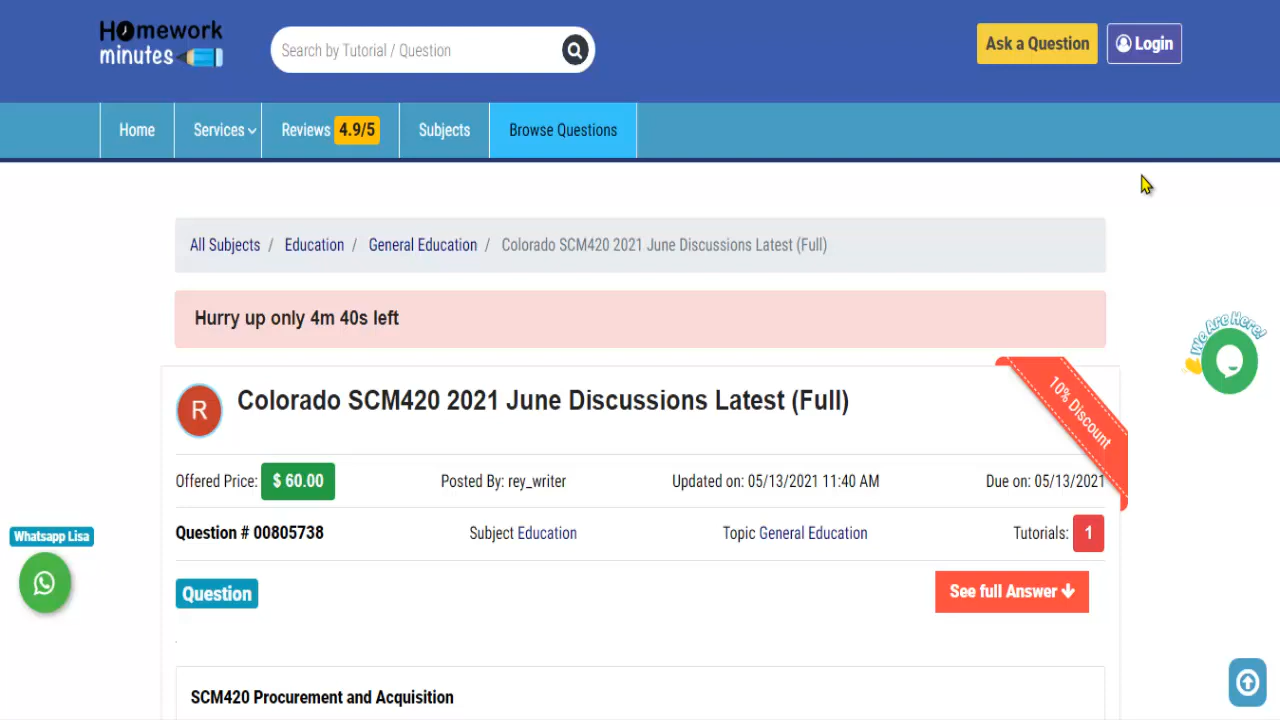 Homework
minutes
Search by Tutorial / Question
Ask a Question
Login
Home
Services
Reviews 4.9/5
Subjects
Browse Questions
All Subjects / Education / General Education / Colorado SCM420 2021 June Discussions Latest (Full)
Hurry up only 4m 40s left
We Are Here!
R
Colorado SCM420 2021 June Discussions Latest (Full)
10% Discount
Offered Price: $ 60.00
Posted By: rey_writer
Updated on: 05/13/2021 11:40 AM
Due on: 05/13/2021
Question # 00805738
Subject Education
Topic General Education
Tutorials: 1
Whatsapp Lisa
Question
See full Answer
SCM420 Procurement and Acquisition